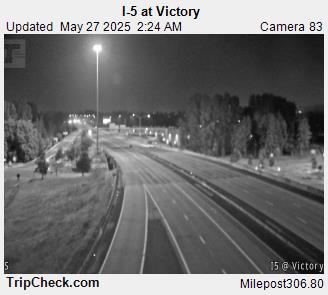 I-5 at Victory
Updated May 27 2025 2:24 AM Camera 83
S I5 @ Victory
TripCheck.com Milepost306.80